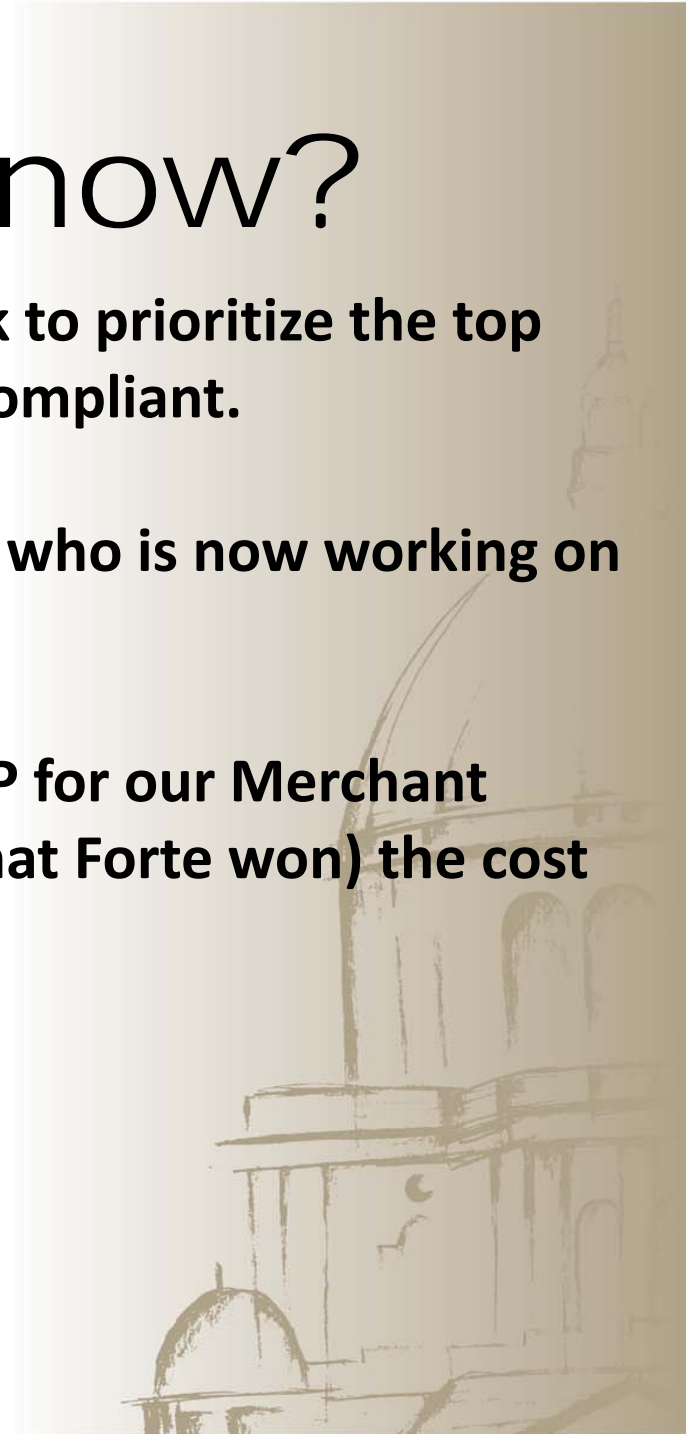 now?
to prioritize the top
ompliant.
who is now working on
P for our Merchant
hat Forte won) the cost